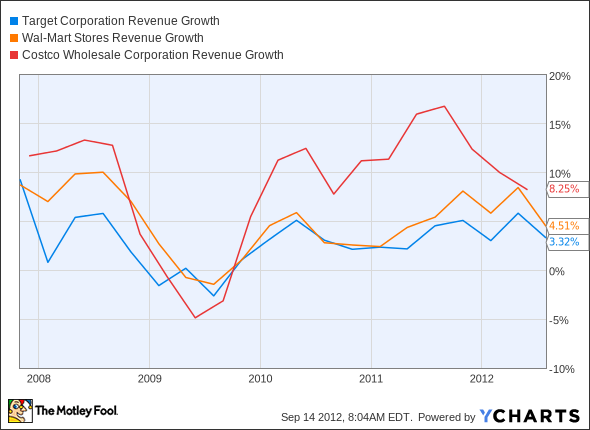 Target Corporation Revenue Growth
Wal-Mart Stores Revenue Growth
Costco Wholesale Corporation Revenue Growth
20%
15%
10%
8.25%
4.51%
3.32%
0%
-5%
-10%
2008 2009 2010 2011 2012
The Motley Fool.
Sep 14 2012, 8:04AM EDT. Powered by YCHARTS